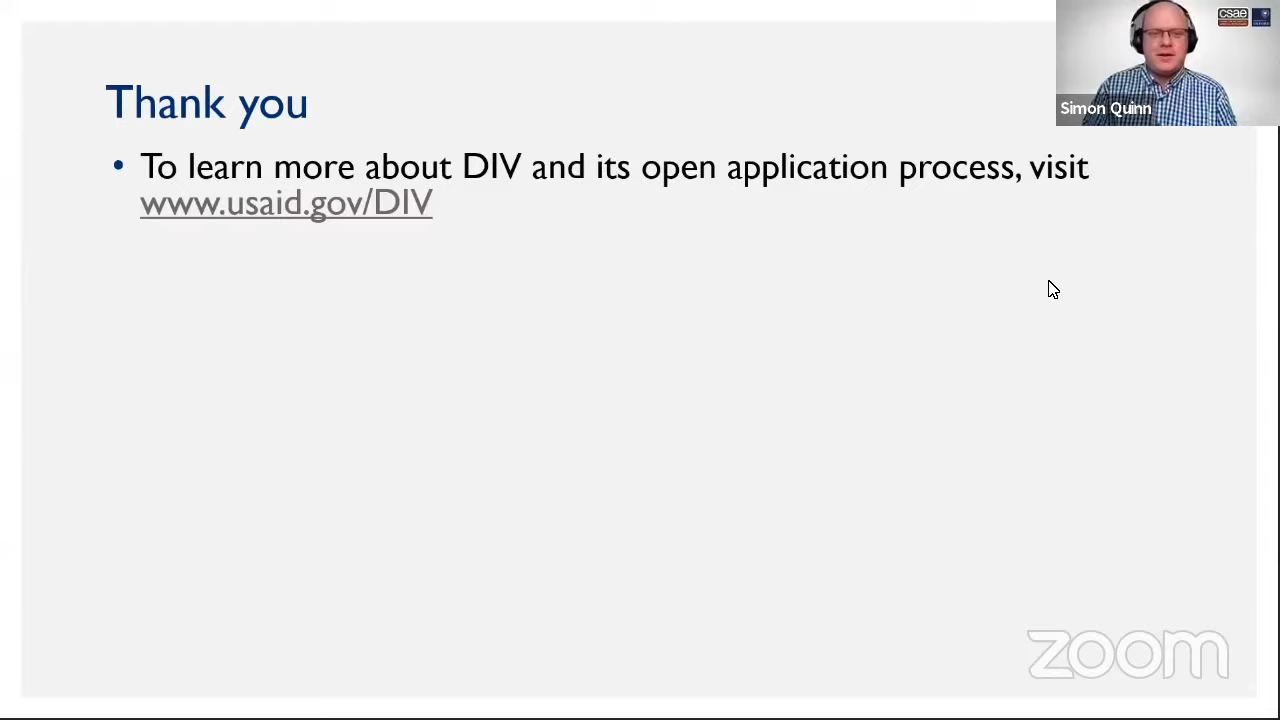 csae
Simon Quinn
Thank you
• To learn more about DIV and its open application process, visit
www.usaid.gov/DIV
zoom